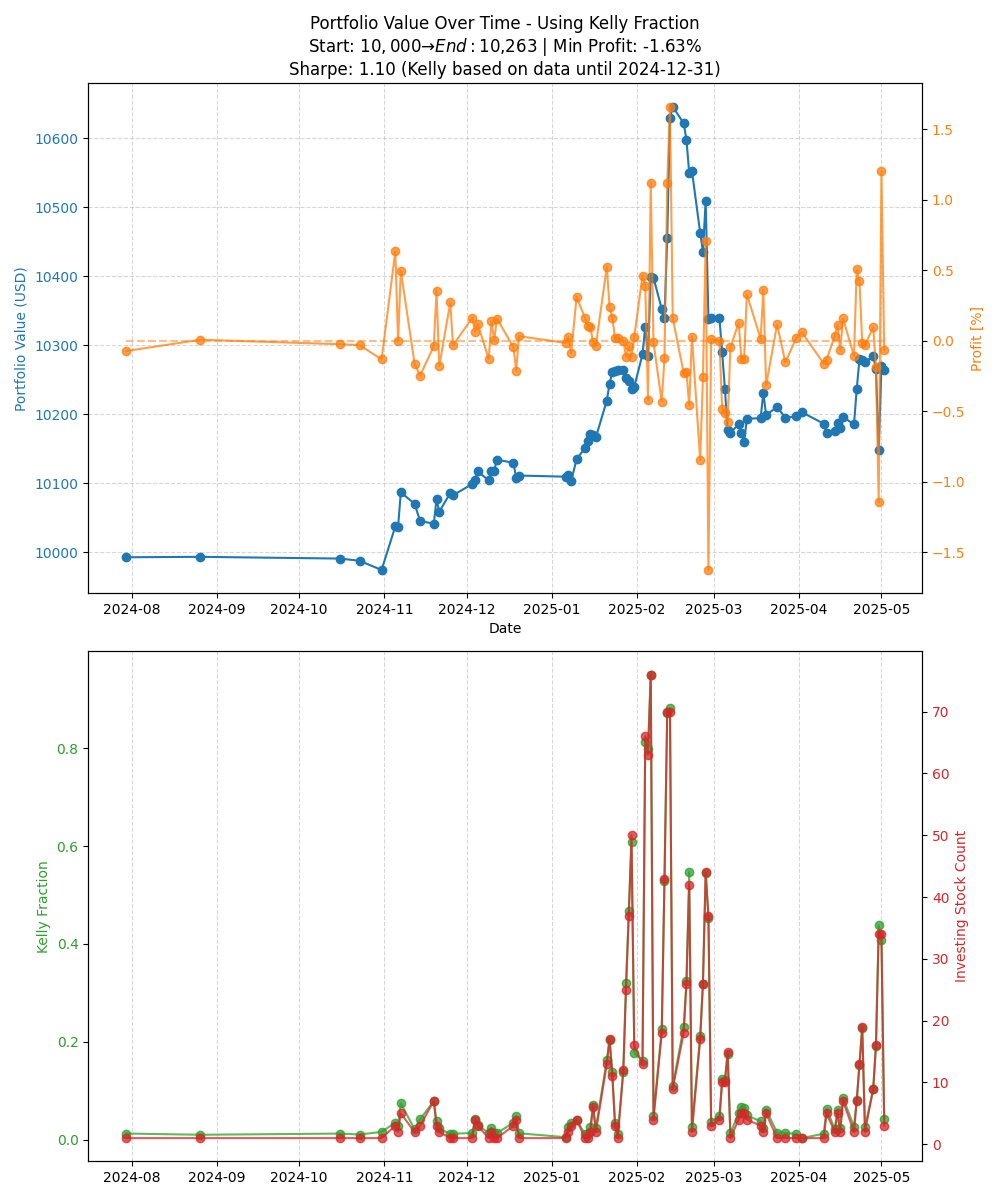 Portfolio Value Over Time - Using Kelly Fraction
Start: 10,000→End:10,263 | Min Profit: -1.63%
Sharpe: 1.10 (Kelly based on data until 2024-12-31)
Portfolio Value (USD)
10600
10500
10400
10300
10200
10100
10000
1.5
1.0
0.5
0.0
−0.5
−1.0
−1.5
Profit [%]
2024-08 2024-09 2024-10 2024-11 2024-12 2025-01 2025-02 2025-03 2025-04 2025-05
Date
Kelly Fraction
0.8
0.6
0.4
0.2
0.0
70
60
50
40
30
20
10
0
Investing Stock Count
2024-08 2024-09 2024-10 2024-11 2024-12 2025-01 2025-02 2025-03 2025-04 2025-05